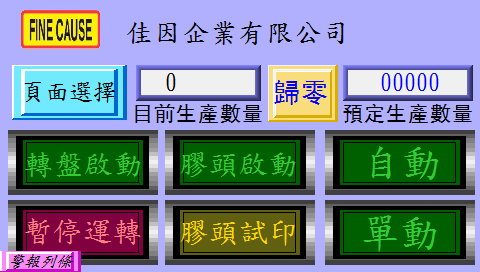 FINE CAUSE 佳因企業有限公司
頁面選擇 0 歸零 00000
目前生產數量 預定生產數量
轉盤啟動 膠頭啟動 自動
暫停運轉 膠頭試印 單動
警報列條